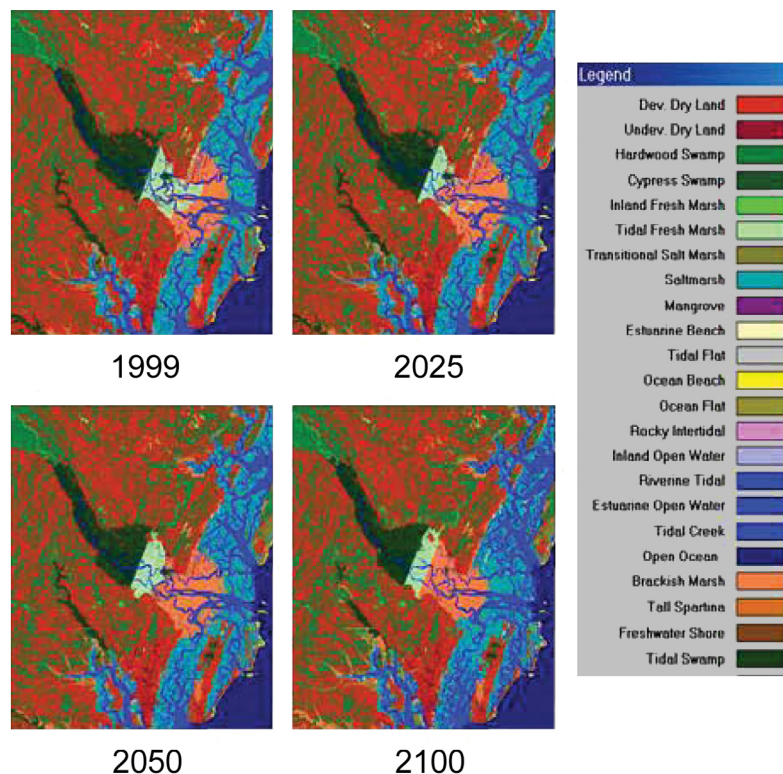 1999
2025
2050
2100
Legend
Dev. Dry Land
Undev. Dry Land
Hardwood Swamp
Cypress Swamp
Inland Fresh Marsh
Tidal Fresh Marsh
Transitional Salt Marsh
Saltmarsh
Mangrove
Estuarine Beach
Tidal Flat
Ocean Beach
Ocean Flat
Rocky Intertidal
Inland Open Water
Riverine Tidal
Estuarine Open Water
Tidal Creek
Open Ocean
Brackish Marsh
Tall Spartina
Freshwater Shore
Tidal Swamp